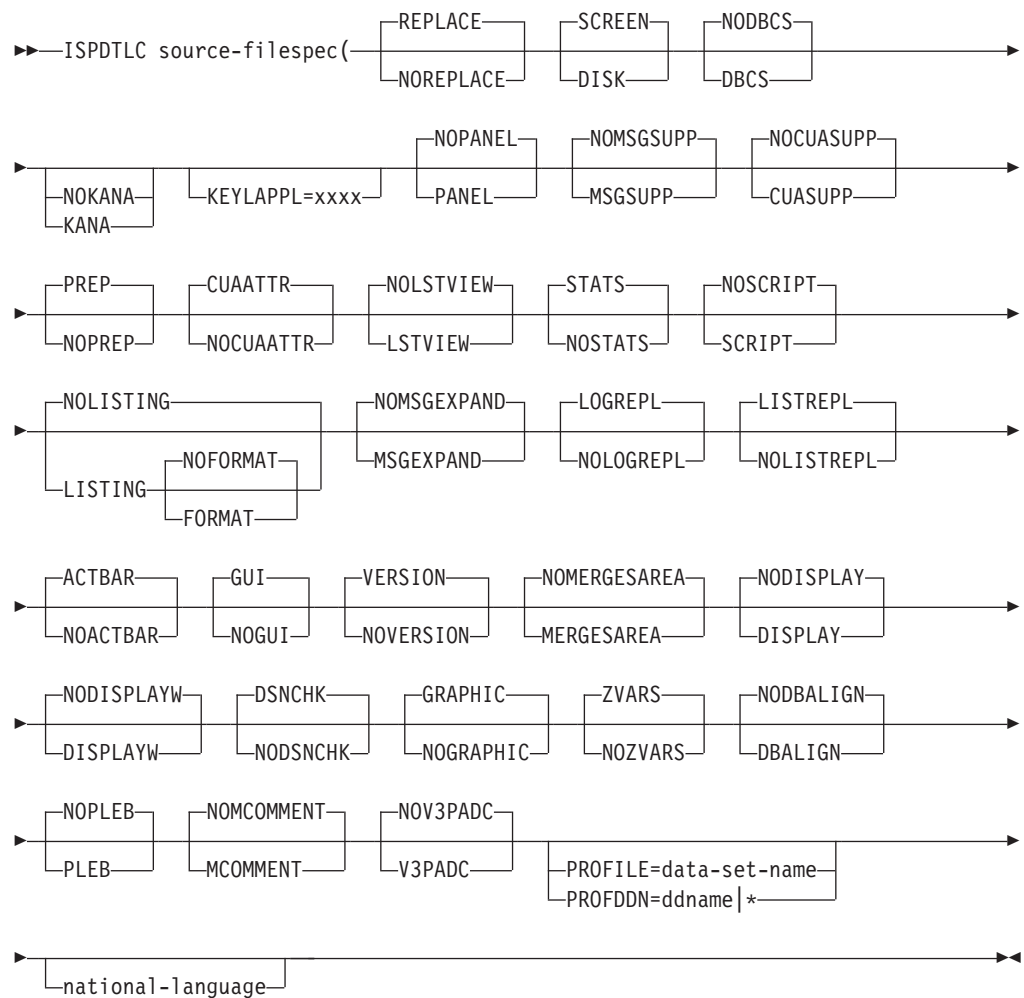 REPLACE SCREEN NODBCS
ISPDTLC source-filespec(
NOREPLACE DISK DBCS
NOPANEL NOMSGSUPP NOCUASUPP
NOKANA KEYLAPPL=xxxx PANEL MSGSUPP CUASUPP
KANA
PREP CUAATTR NOLSTVIEW STATS NOSCRIPT
NOPREP NOCUAATTR LSTVIEW NOSTATS SCRIPT
NOLISTING NOMSGEXPAND LOGREPL LISTREPL
NOFORMAT MSGEXPAND NOLOGREPL NOLISTREPL
LISTING
FORMAT
ACTBAR GUI VERSION NOMERGESAREA NODISPLAY
NOACTBAR NOGUI NOVERSION MERGESAREA DISPLAY
NODISPLAYW DSNCHK GRAPHIC ZVARS NODBALIGN
DISPLAYW NODSNCHK NOGRAPHIC NOZVARS DBALIGN
NOPLEB NOMCOMMENT NOV3PADC
PLEB MCOMMENT V3PADC PROFILE=data-set-name
PROFDDN=ddname|*
national-language